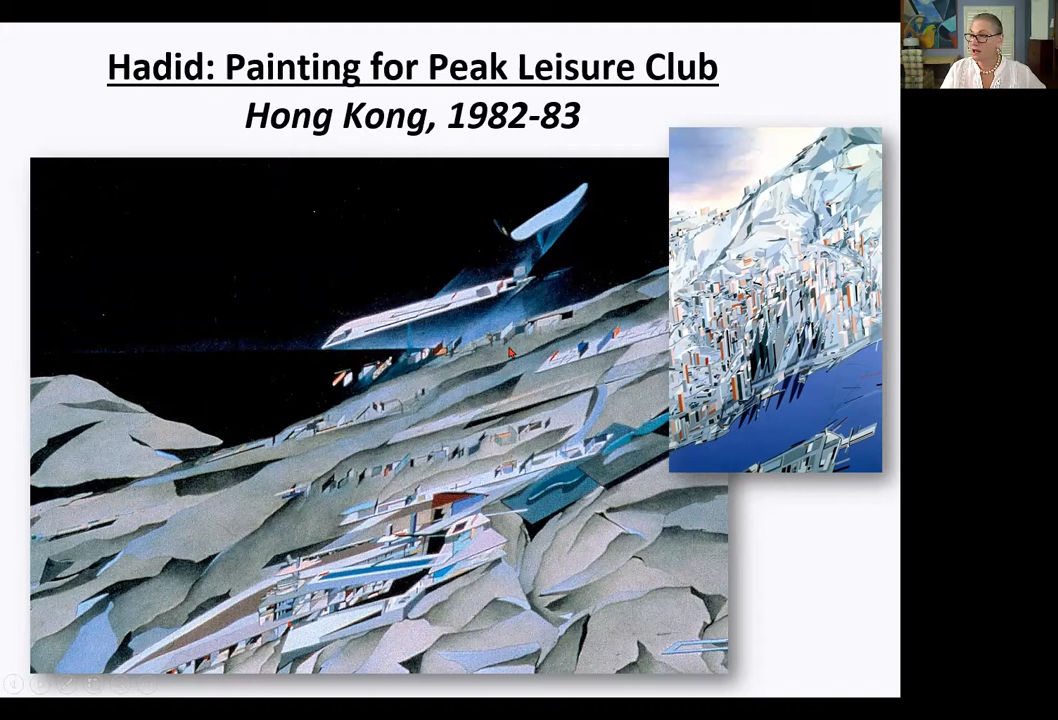 Hadid: Painting for Peak Leisure Club
Hong Kong, 1982-83